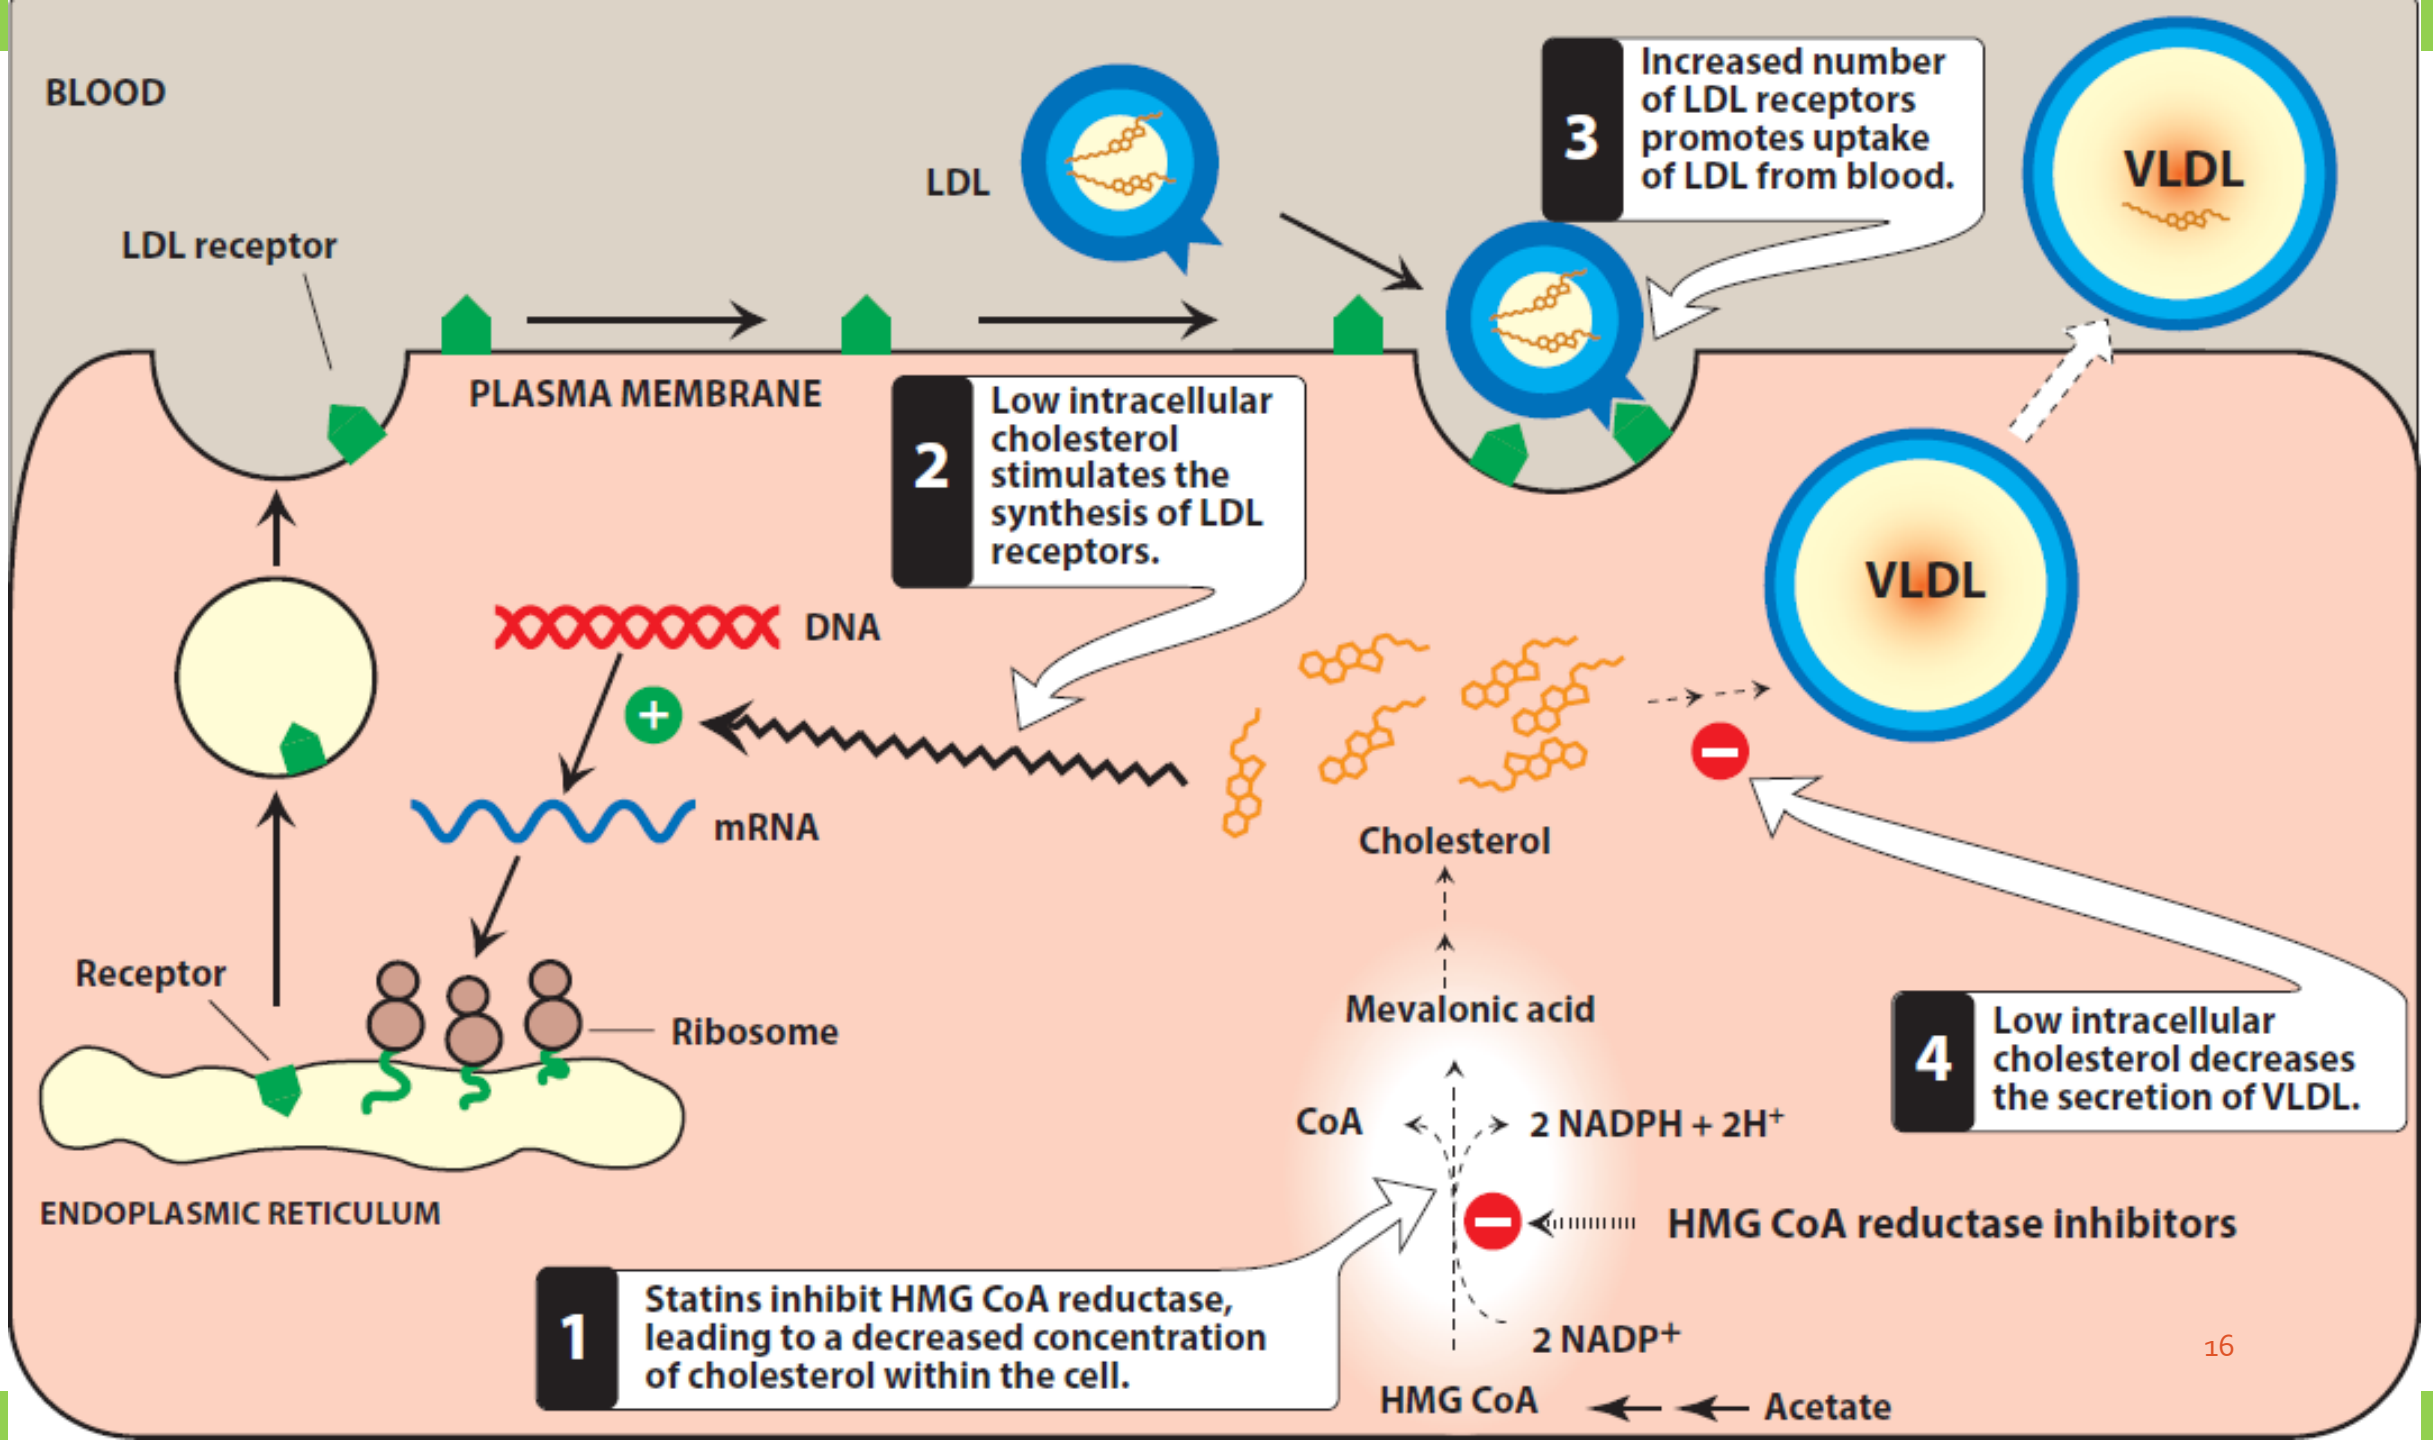 BLOOD
LDL receptor
LDL
3
Increased number
of LDL receptors
promotes uptake
of LDL from blood.
VLDL
PLASMA MEMBRANE
2
Low intracellular
cholesterol
stimulates the
synthesis of LDL
receptors.
VLDL
DNA
+
mRNA
Cholesterol
Receptor
Ribosome
ENDOPLASMIC RETICULUM
Mevalonic acid
CoA
2 NADPH + 2H⁺
HMG CoA reductase inhibitors
2 NADP⁺
HMG CoA
Acetate
4
Low intracellular
cholesterol decreases
the secretion of VLDL.
1
Statins inhibit HMG CoA reductase,
leading to a decreased concentration
of cholesterol within the cell.
16